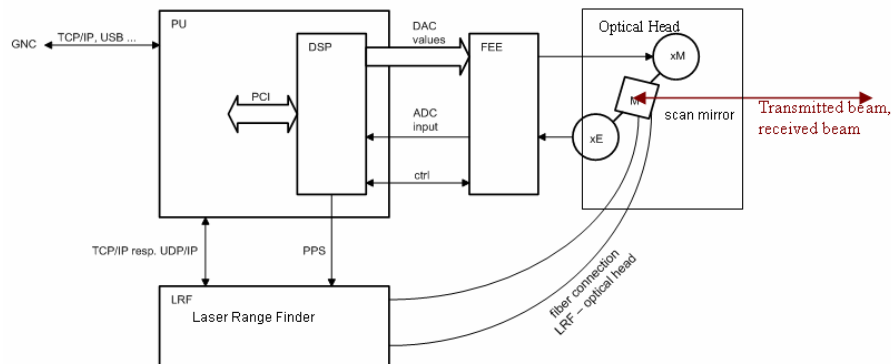 PU
GNC
TCP/IP, USB ...
DSP
PCI
DAC
values
ADC
input
ctrl
FEE
Optical Head
xM
M
xE
scan mirror
Transmitted beam,
received beam
TCP/IP resp. UDP/IP
PPS
LRF
Laser Range Finder
fiber connection
LRF – optical head